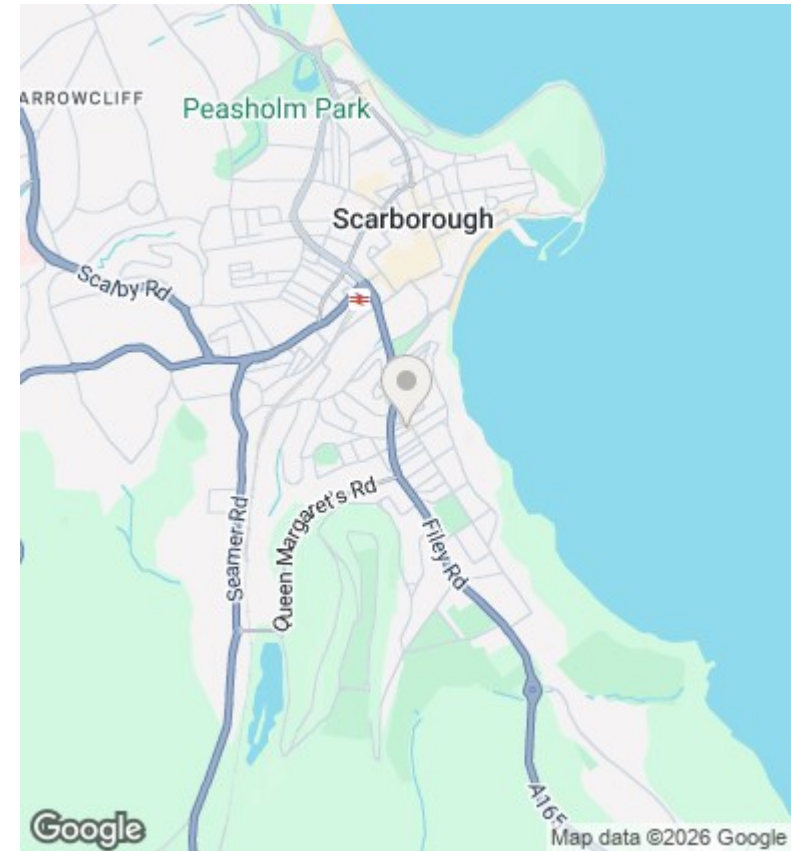 ARROWCLIFF
Peasholm Park
Scarborough
Scalby Rd
Queen Margaret's Rd
Seamer Rd
Filey Rd
A165
Google
Map data ©2026 Google